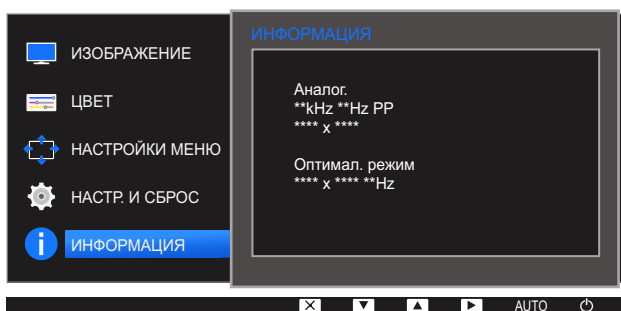 ИЗОБРАЖЕНИЕ
ЦВЕТ
НАСТРОЙКИ МЕНЮ
НАСТР. И СБРОС
ИНФОРМАЦИЯ
ИНФОРМАЦИЯ
Аналог.
**kHz **Hz PP
**** x ****
Оптимал. режим
**** x **** **Hz
AUTO